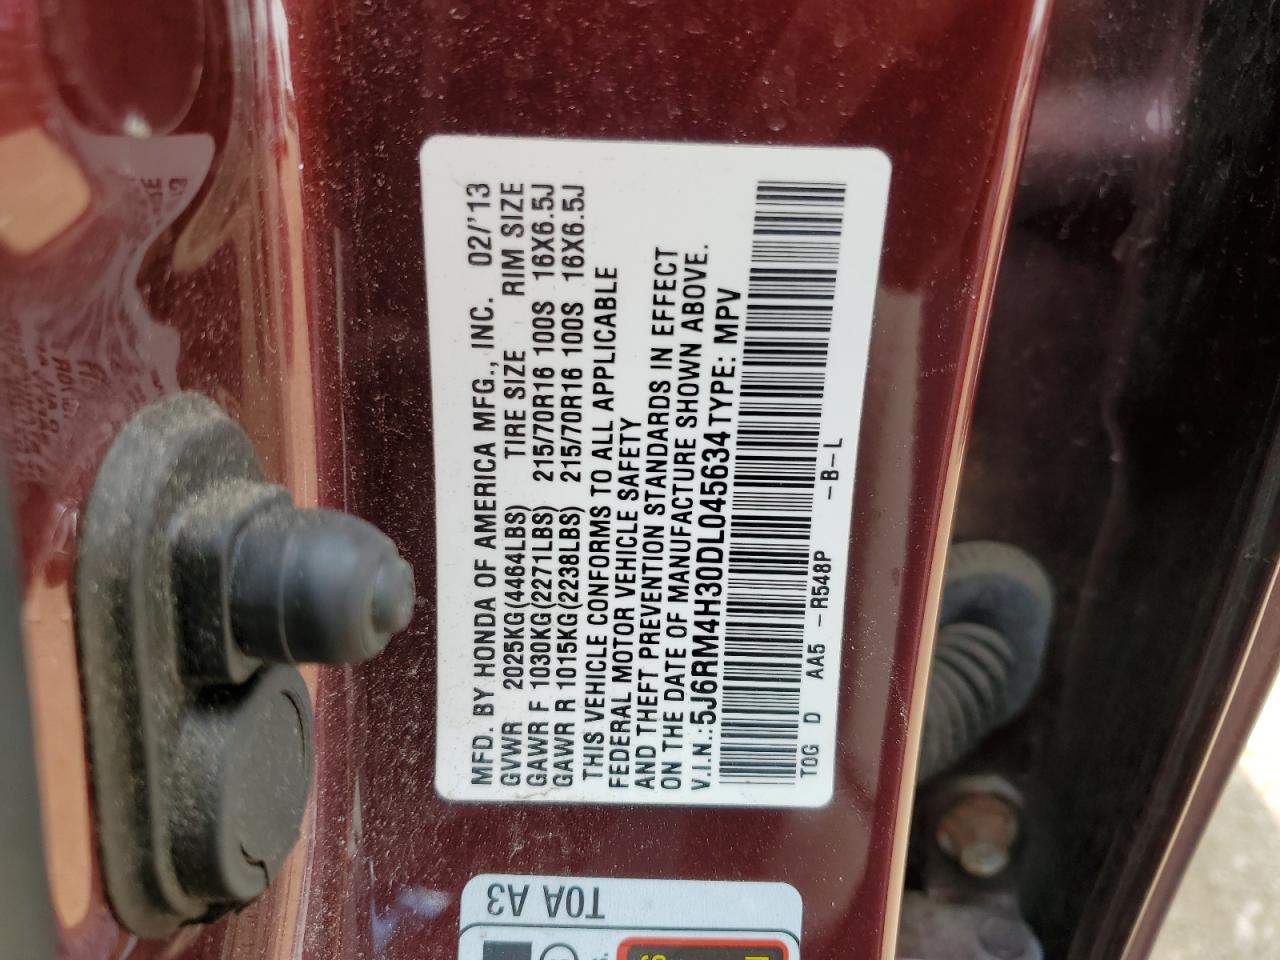 MFD. BY HONDA OF AMERICA MFG., INC. 02/'13
GVWR 2025KG(4464LBS) TIRE SIZE RIM SIZE
GAWR F 1030KG(2271LBS) 215/70R16 100S 16X6.5J
GAWR R 1015KG(2238LBS) 215/70R16 100S 16X6.5J
THIS VEHICLE CONFORMS TO ALL APPLICABLE
FEDERAL MOTOR VEHICLE SAFETY
AND THEFT PREVENTION STANDARDS IN EFFECT
ON THE DATE OF MANUFACTURE SHOWN ABOVE.
V.I.N.:5J6RM4H30DL045634 TYPE: MPV
TOG D AA5 -R548P -B-L
T0A A3